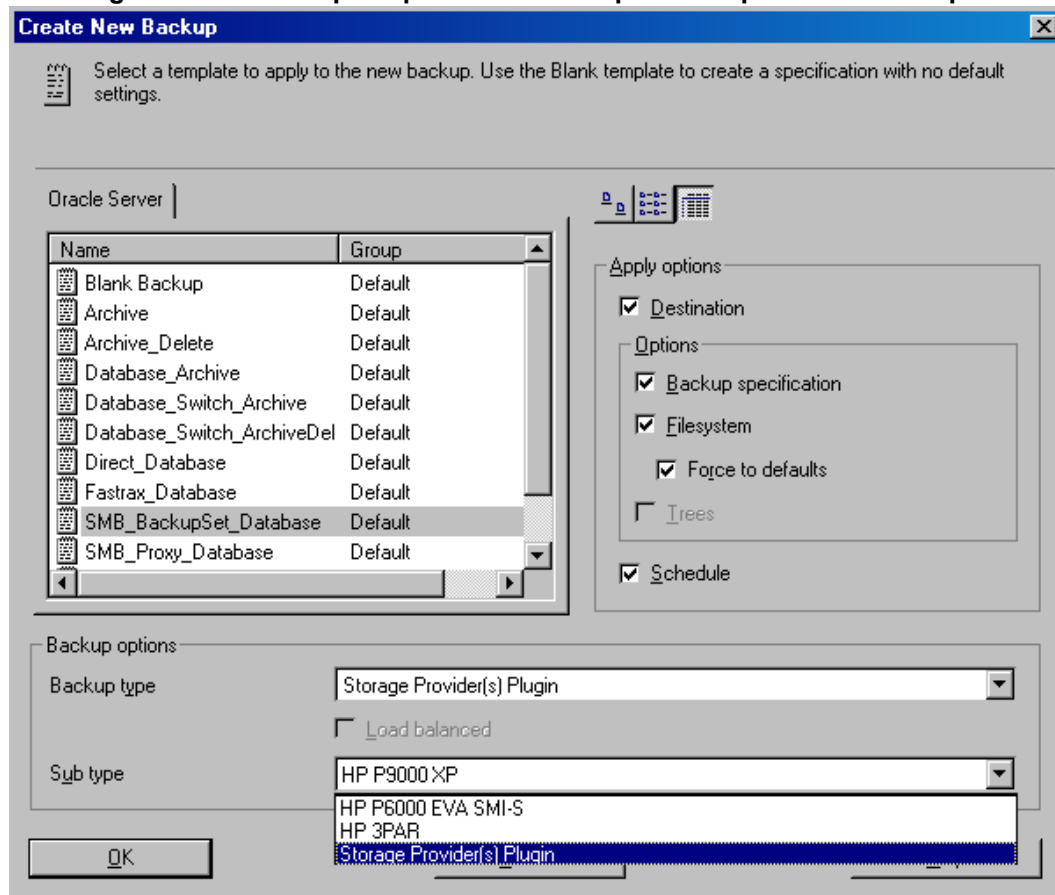 Create New Backup
Select a template to apply to the new backup. Use the Blank template to create a specification with no default
settings.
Oracle Server
Name Group
Blank Backup Default
Archive Default
Archive_Delete Default
Database_Archive Default
Database_Switch_Archive Default
Database_Switch_ArchiveDel Default
Direct_Database Default
Fastrax_Database Default
SMB_BackupSet_Database Default
SMB_Proxy_Database Default
Apply options
Destination
Options
Backup specification
Filesystem
Force to defaults
Trees
Schedule
Backup options
Backup type Storage Provider(s) Plugin
Load balanced
Sub type HP P9000 XP
HP P6000 EVA SMI-S
HP 3PAR
Storage Provider(s) Plugin
OK